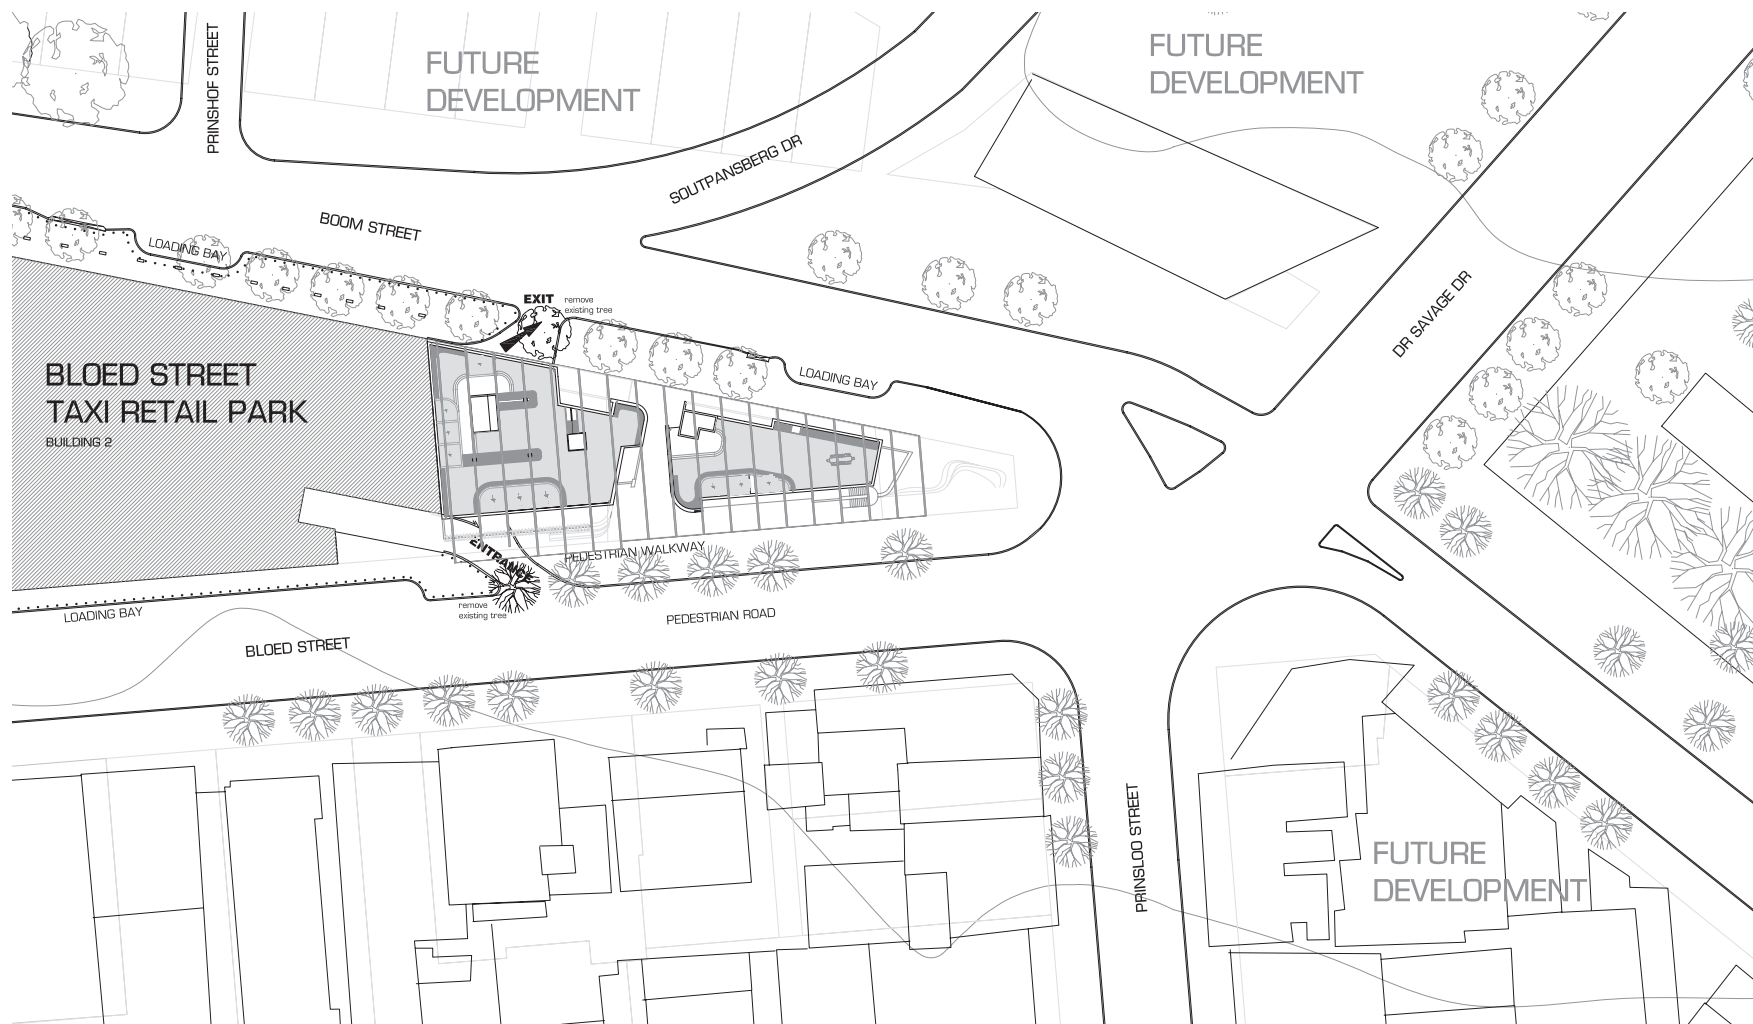 PRINSHOF STREET
FUTURE
DEVELOPMENT
FUTURE
DEVELOPMENT
SOUTPANSBERG DR
BOOM STREET
LOADING BAY
EXIT
remove
existing tree
DR SAVAGE DR
LOADING BAY
BLOED STREET
TAXI RETAIL PARK
BUILDING 2
ENTRANCE
PEDESTRIAN WALKWAY
remove
existing tree
LOADING BAY
PEDESTRIAN ROAD
BLOED STREET
PRINSLOO STREET
FUTURE
DEVELOPMENT